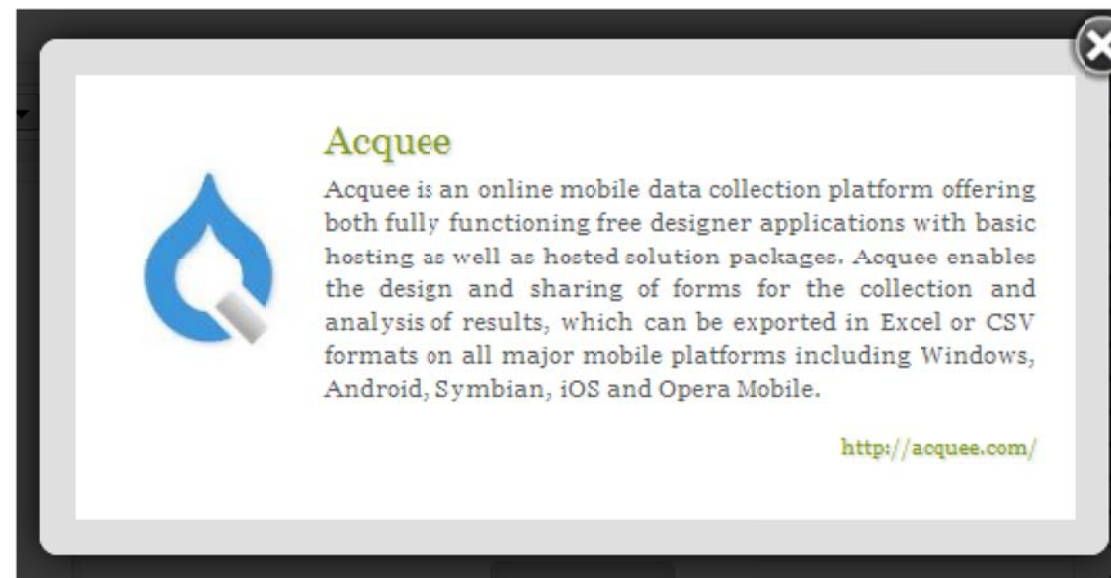 Acquee
Acquee is an online mobile data collection platform offering
both fully functioning free designer applications with basic
hosting as well as hosted solution packages. Acquee enables
the design and sharing of forms for the collection and
analysis of results, which can be exported in Excel or CSV
formats on all major mobile platforms including Windows,
Android, Symbian, iOS and Opera Mobile.
http://acquee.com/